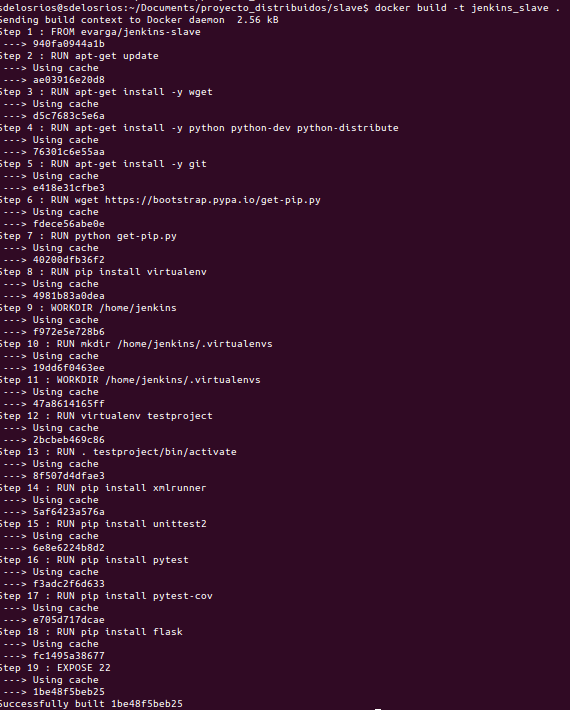 sdelosrios@sdelosrios:~/Documents/proyecto_distribuidos/slave$ docker build -t jenkins_slave .
Sending build context to Docker daemon  2.56 kB
Step 1 : FROM evarga/jenkins-slave
---> 940fa0944a1b
Step 2 : RUN apt-get update
---> Using cache
---> ae03916e20d8
Step 3 : RUN apt-get install -y wget
---> Using cache
---> d5c7683c5e6a
Step 4 : RUN apt-get install -y python python-dev python-distribute
---> Using cache
---> 76301c6e55aa
Step 5 : RUN apt-get install -y git
---> Using cache
---> e418e31cfbe3
Step 6 : RUN wget https://bootstrap.pypa.io/get-pip.py
---> Using cache
---> fdece56abe0e
Step 7 : RUN python get-pip.py
---> Using cache
---> 40200dfb36f2
Step 8 : RUN pip install virtualenv
---> Using cache
---> 4981b83a0dea
Step 9 : WORKDIR /home/jenkins
---> Using cache
---> f972e5e728b6
Step 10 : RUN mkdir /home/jenkins/.virtualenvs
---> Using cache
---> 19dd6f0463ee
Step 11 : WORKDIR /home/jenkins/.virtualenvs
---> Using cache
---> 47a8614165ff
Step 12 : RUN virtualenv testproject
---> Using cache
---> 2bcbeb469c86
Step 13 : RUN . testproject/bin/activate
---> Using cache
---> 8f507d4dfae3
Step 14 : RUN pip install xmlrunner
---> Using cache
---> 5af6423a576a
Step 15 : RUN pip install unittest2
---> Using cache
---> 6e8e6224b8d2
Step 16 : RUN pip install pytest
---> Using cache
---> f3adc2f6d633
Step 17 : RUN pip install pytest-cov
---> Using cache
---> e705d717dcae
Step 18 : RUN pip install flask
---> Using cache
---> fc1495a38677
Step 19 : EXPOSE 22
---> Using cache
---> 1be48f5beb25
Successfully built 1be48f5beb25